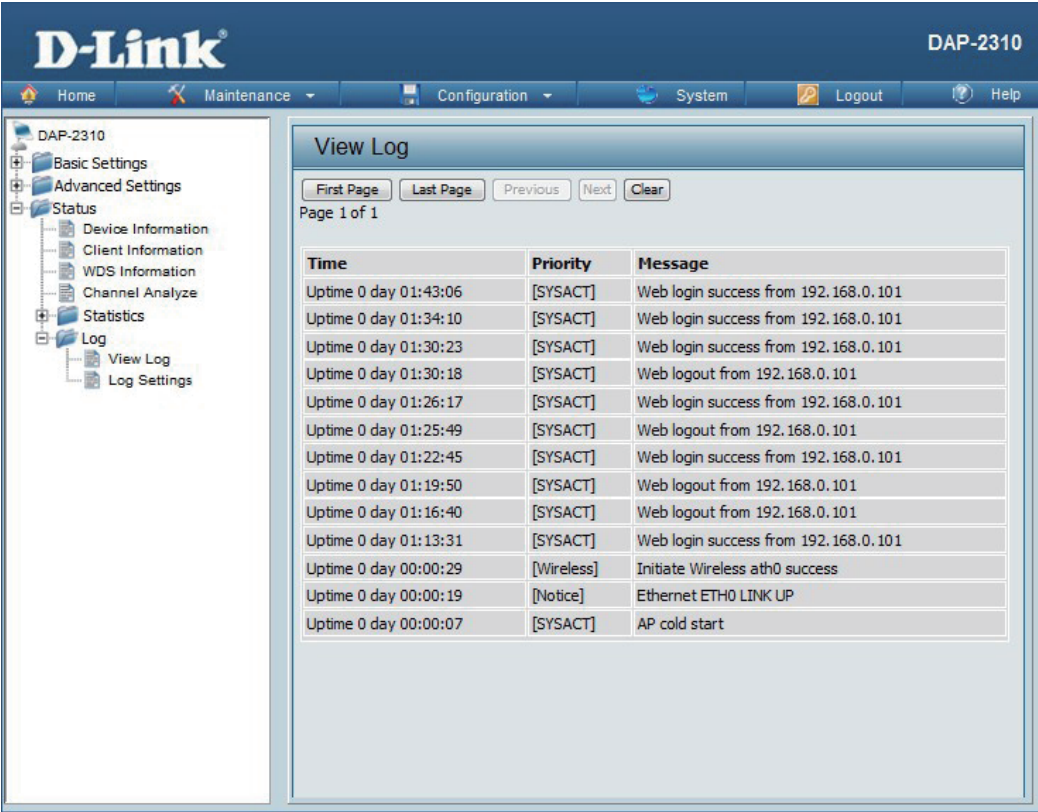 D-Link®
DAP-2310
Home Maintenance Configuration System Logout Help
DAP-2310
Basic Settings
Advanced Settings
Status
Device Information
Client Information
WDS Information
Channel Analyze
Statistics
Log
View Log
Log Settings
View Log
First Page Last Page Previous Next Clear
Page 1 of 1
Time Priority Message
Uptime 0 day 01:43:06 [SYSACT] Web login success from 192.168.0.101
Uptime 0 day 01:34:10 [SYSACT] Web login success from 192.168.0.101
Uptime 0 day 01:30:23 [SYSACT] Web login success from 192.168.0.101
Uptime 0 day 01:30:18 [SYSACT] Web logout from 192.168.0.101
Uptime 0 day 01:26:17 [SYSACT] Web login success from 192.168.0.101
Uptime 0 day 01:25:49 [SYSACT] Web logout from 192.168.0.101
Uptime 0 day 01:22:45 [SYSACT] Web login success from 192.168.0.101
Uptime 0 day 01:19:50 [SYSACT] Web logout from 192.168.0.101
Uptime 0 day 01:16:40 [SYSACT] Web logout from 192.168.0.101
Uptime 0 day 01:13:31 [SYSACT] Web login success from 192.168.0.101
Uptime 0 day 00:00:29 [Wireless] Initiate Wireless ath0 success
Uptime 0 day 00:00:19 [Notice] Ethernet ETH0 LINK UP
Uptime 0 day 00:00:07 [SYSACT] AP cold start